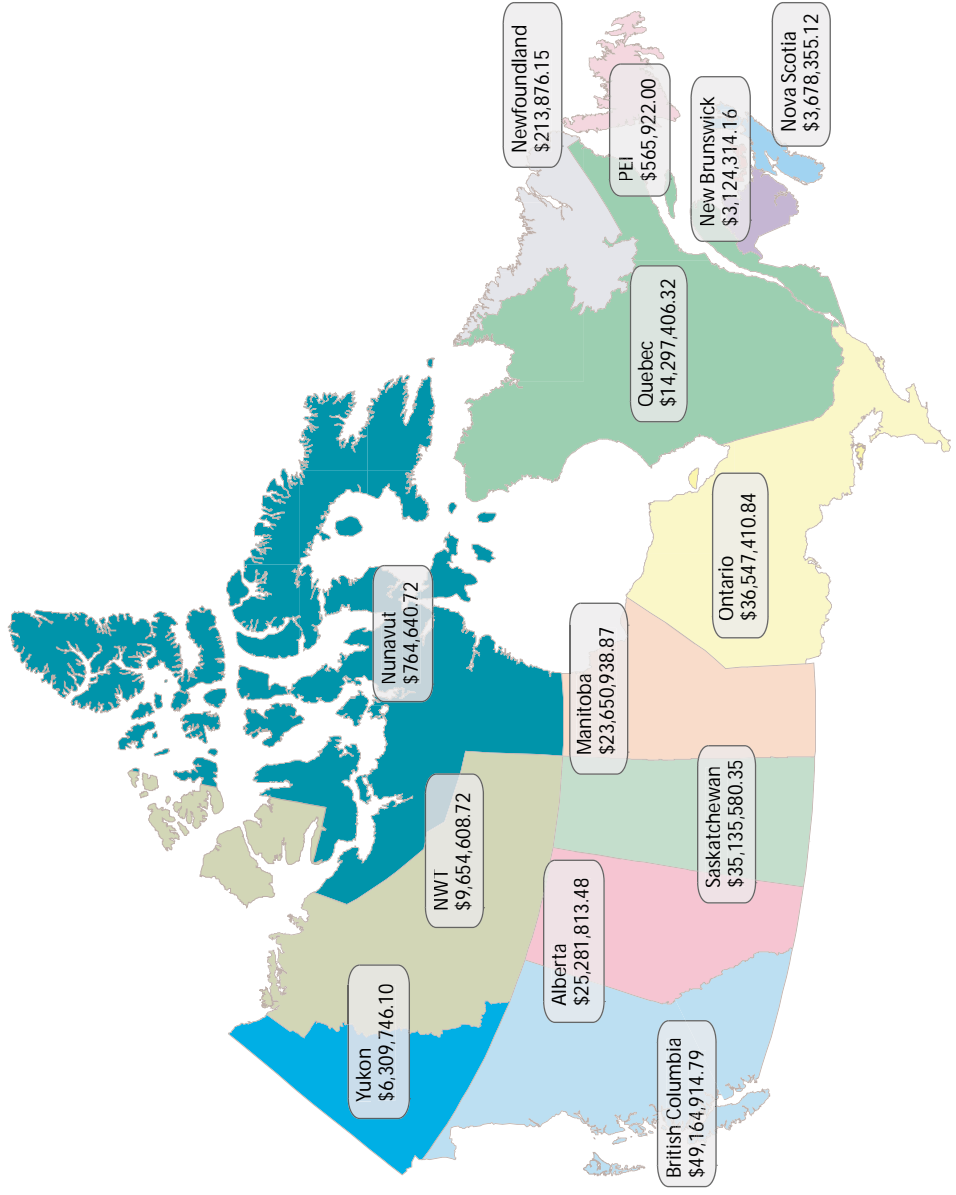 Yukon
$6,309,746.10
NWT
$9,654,608.72
Nunavut
$764,640.72
British Columbia
$49,164,914.79
Alberta
$25,281,813.48
Saskatchewan
$35,135,580.35
Manitoba
$23,650,938.87
Ontario
$36,547,410.84
Quebec
$14,297,406.32
Newfoundland
$213,876.15
PEI
$565,922.00
New Brunswick
$3,124,314.16
Nova Scotia
$3,678,355.12